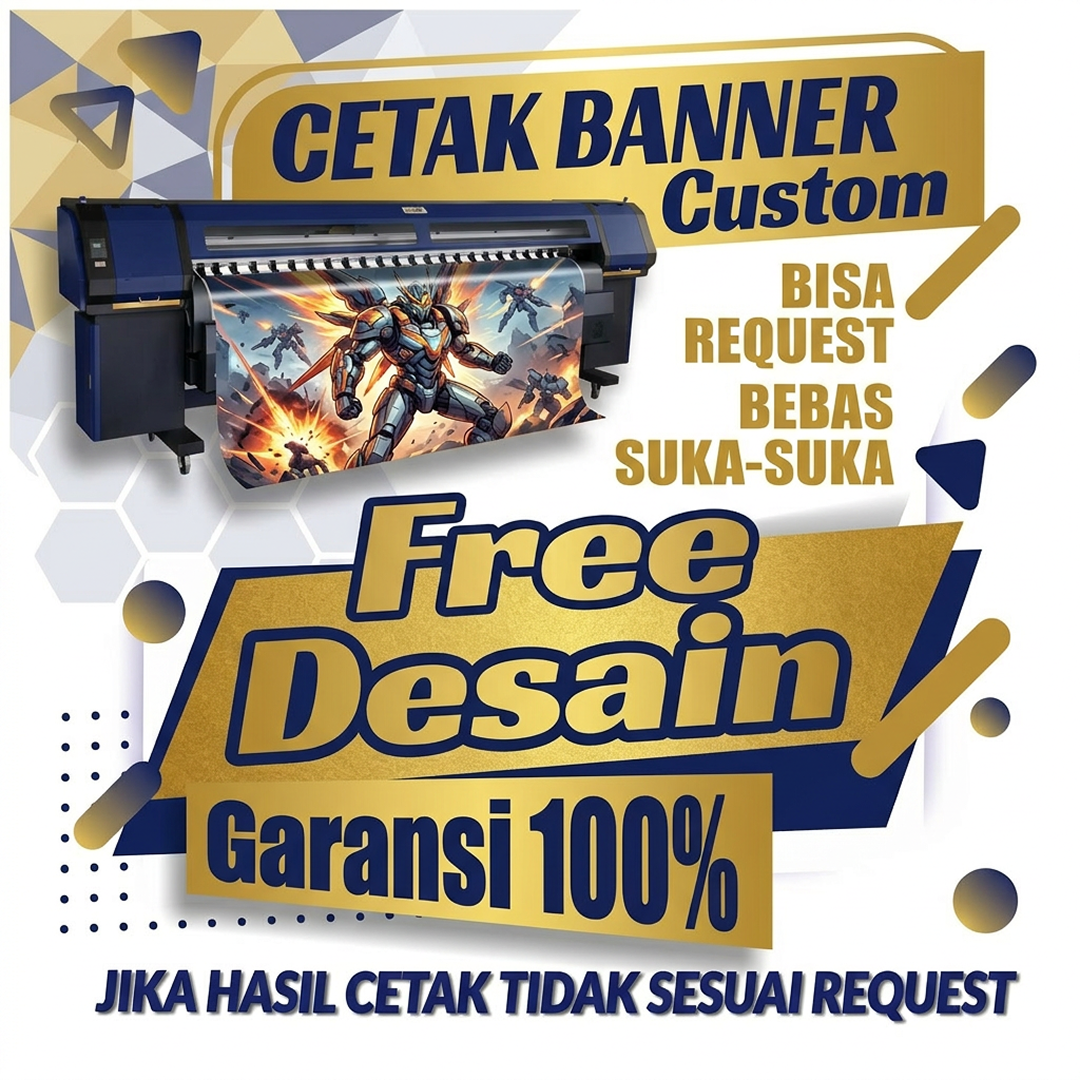 CETAK BANNER
Custom
BISA
REQUEST
BEBAS
SUKA-SUKA
Free
Desain
Garansi 100%
JIKA HASIL CETAK TIDAK SESUAI REQUEST